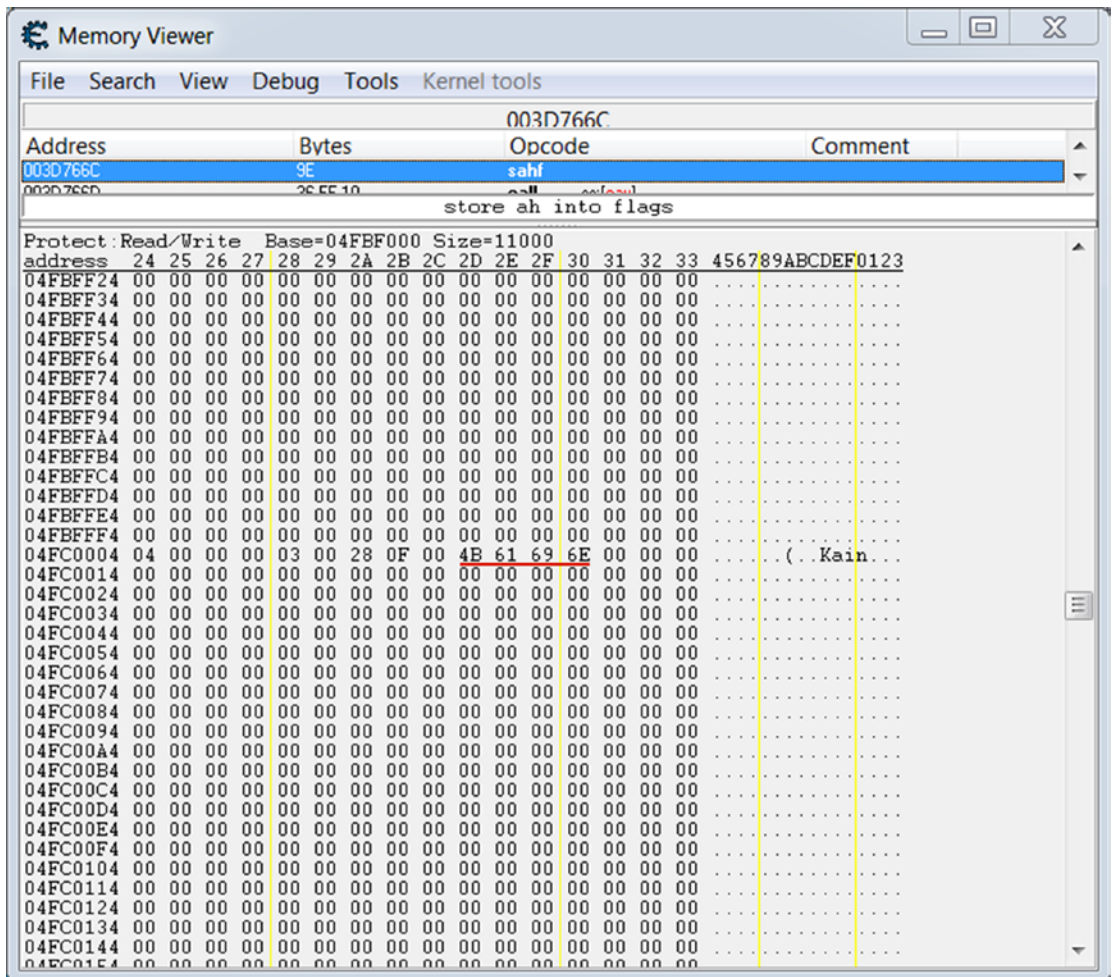 Memory Viewer
File Search View Debug Tools Kernel tools
003D766C
Address Bytes Opcode Comment
003D766C 9E sahf
003D766D 26 FF 10 call
store ah into flags
Protect:Read/Write Base=04FBF000 Size=11000
address 24 25 26 27 28 29 2A 2B 2C 2D 2E 2F 30 31 32 33 456789ABCDEF0123
04FBFF24 00 00 00 00 00 00 00 00 00 00 00 00 00 00 00 00 ................
04FBFF34 00 00 00 00 00 00 00 00 00 00 00 00 00 00 00 00 ................
04FBFF44 00 00 00 00 00 00 00 00 00 00 00 00 00 00 00 00 ................
04FBFF54 00 00 00 00 00 00 00 00 00 00 00 00 00 00 00 00 ................
04FBFF64 00 00 00 00 00 00 00 00 00 00 00 00 00 00 00 00 ................
04FBFF74 00 00 00 00 00 00 00 00 00 00 00 00 00 00 00 00 ................
04FBFF84 00 00 00 00 00 00 00 00 00 00 00 00 00 00 00 00 ................
04FBFF94 00 00 00 00 00 00 00 00 00 00 00 00 00 00 00 00 ................
04FBFFA4 00 00 00 00 00 00 00 00 00 00 00 00 00 00 00 00 ................
04FBFFB4 00 00 00 00 00 00 00 00 00 00 00 00 00 00 00 00 ................
04FBFFC4 00 00 00 00 00 00 00 00 00 00 00 00 00 00 00 00 ................
04FBFFD4 00 00 00 00 00 00 00 00 00 00 00 00 00 00 00 00 ................
04FBFFE4 00 00 00 00 00 00 00 00 00 00 00 00 00 00 00 00 ................
04FBFFF4 00 00 00 00 00 00 00 00 00 00 00 00 00 00 00 00 ................
04FC0004 04 00 00 00 03 00 28 0F 00 4B 61 69 6E 00 00 00 ......(..Kain...
04FC0014 00 00 00 00 00 00 00 00 00 00 00 00 00 00 00 00 ................
04FC0024 00 00 00 00 00 00 00 00 00 00 00 00 00 00 00 00 ................
04FC0034 00 00 00 00 00 00 00 00 00 00 00 00 00 00 00 00 ................
04FC0044 00 00 00 00 00 00 00 00 00 00 00 00 00 00 00 00 ................
04FC0054 00 00 00 00 00 00 00 00 00 00 00 00 00 00 00 00 ................
04FC0064 00 00 00 00 00 00 00 00 00 00 00 00 00 00 00 00 ................
04FC0074 00 00 00 00 00 00 00 00 00 00 00 00 00 00 00 00 ................
04FC0084 00 00 00 00 00 00 00 00 00 00 00 00 00 00 00 00 ................
04FC0094 00 00 00 00 00 00 00 00 00 00 00 00 00 00 00 00 ................
04FC00A4 00 00 00 00 00 00 00 00 00 00 00 00 00 00 00 00 ................
04FC00B4 00 00 00 00 00 00 00 00 00 00 00 00 00 00 00 00 ................
04FC00C4 00 00 00 00 00 00 00 00 00 00 00 00 00 00 00 00 ................
04FC00D4 00 00 00 00 00 00 00 00 00 00 00 00 00 00 00 00 ................
04FC00E4 00 00 00 00 00 00 00 00 00 00 00 00 00 00 00 00 ................
04FC00F4 00 00 00 00 00 00 00 00 00 00 00 00 00 00 00 00 ................
04FC0104 00 00 00 00 00 00 00 00 00 00 00 00 00 00 00 00 ................
04FC0114 00 00 00 00 00 00 00 00 00 00 00 00 00 00 00 00 ................
04FC0124 00 00 00 00 00 00 00 00 00 00 00 00 00 00 00 00 ................
04FC0134 00 00 00 00 00 00 00 00 00 00 00 00 00 00 00 00 ................
04FC0144 00 00 00 00 00 00 00 00 00 00 00 00 00 00 00 00 ................
04FC0154 00 00 00 00 00 00 00 00 00 00 00 00 00 00 00 00